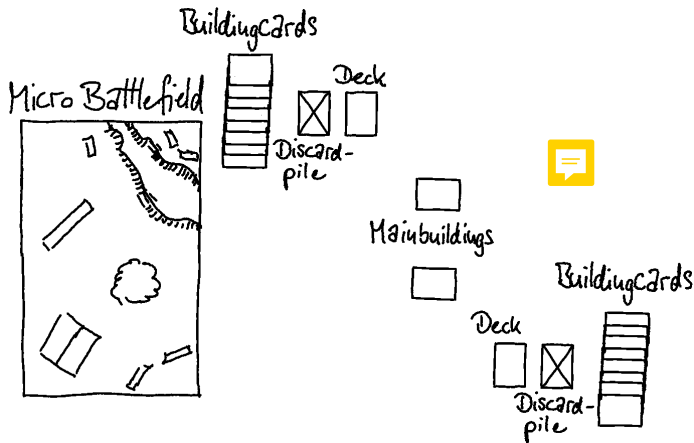 BuildingCards
Deck
Micro Battlefield
Discard-
pile
Mainbuildings
BuildingCards
Deck
Discard-
pile